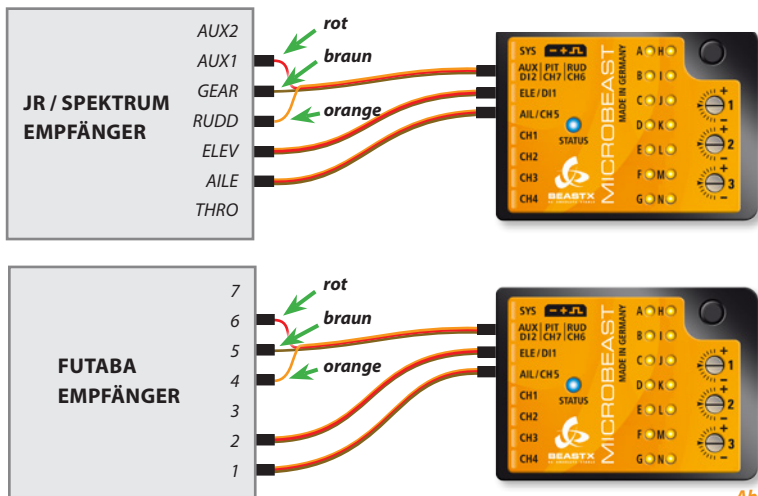 JR / SPEKTRUM
EMPFÄNGER
AUX2
AUX1
GEAR
RUDD
ELEV
AILE
THRO
rot
braun
orange
SYS
AUX | PIT | RUD
DI2 | CH7 | CH6
ELE/DI1
AIL/CH5
CH1
CH2
CH3
CH4
STATUS
BEASTX
MICROBEAST
MADE IN GERMANY
A H
B I
C J
D K
E L
F M
G N
+ 1 -
+ 2 -
+ 3 -
FUTABA
EMPFÄNGER
7
6
5
4
3
2
1
rot
braun
orange
SYS
AUX | PIT | RUD
DI2 | CH7 | CH6
ELE/DI1
AIL/CH5
CH1
CH2
CH3
CH4
STATUS
BEASTX
MICROBEAST
MADE IN GERMANY
A H
B I
C J
D K
E L
F M
G N
+ 1 -
+ 2 -
+ 3 -
Ab